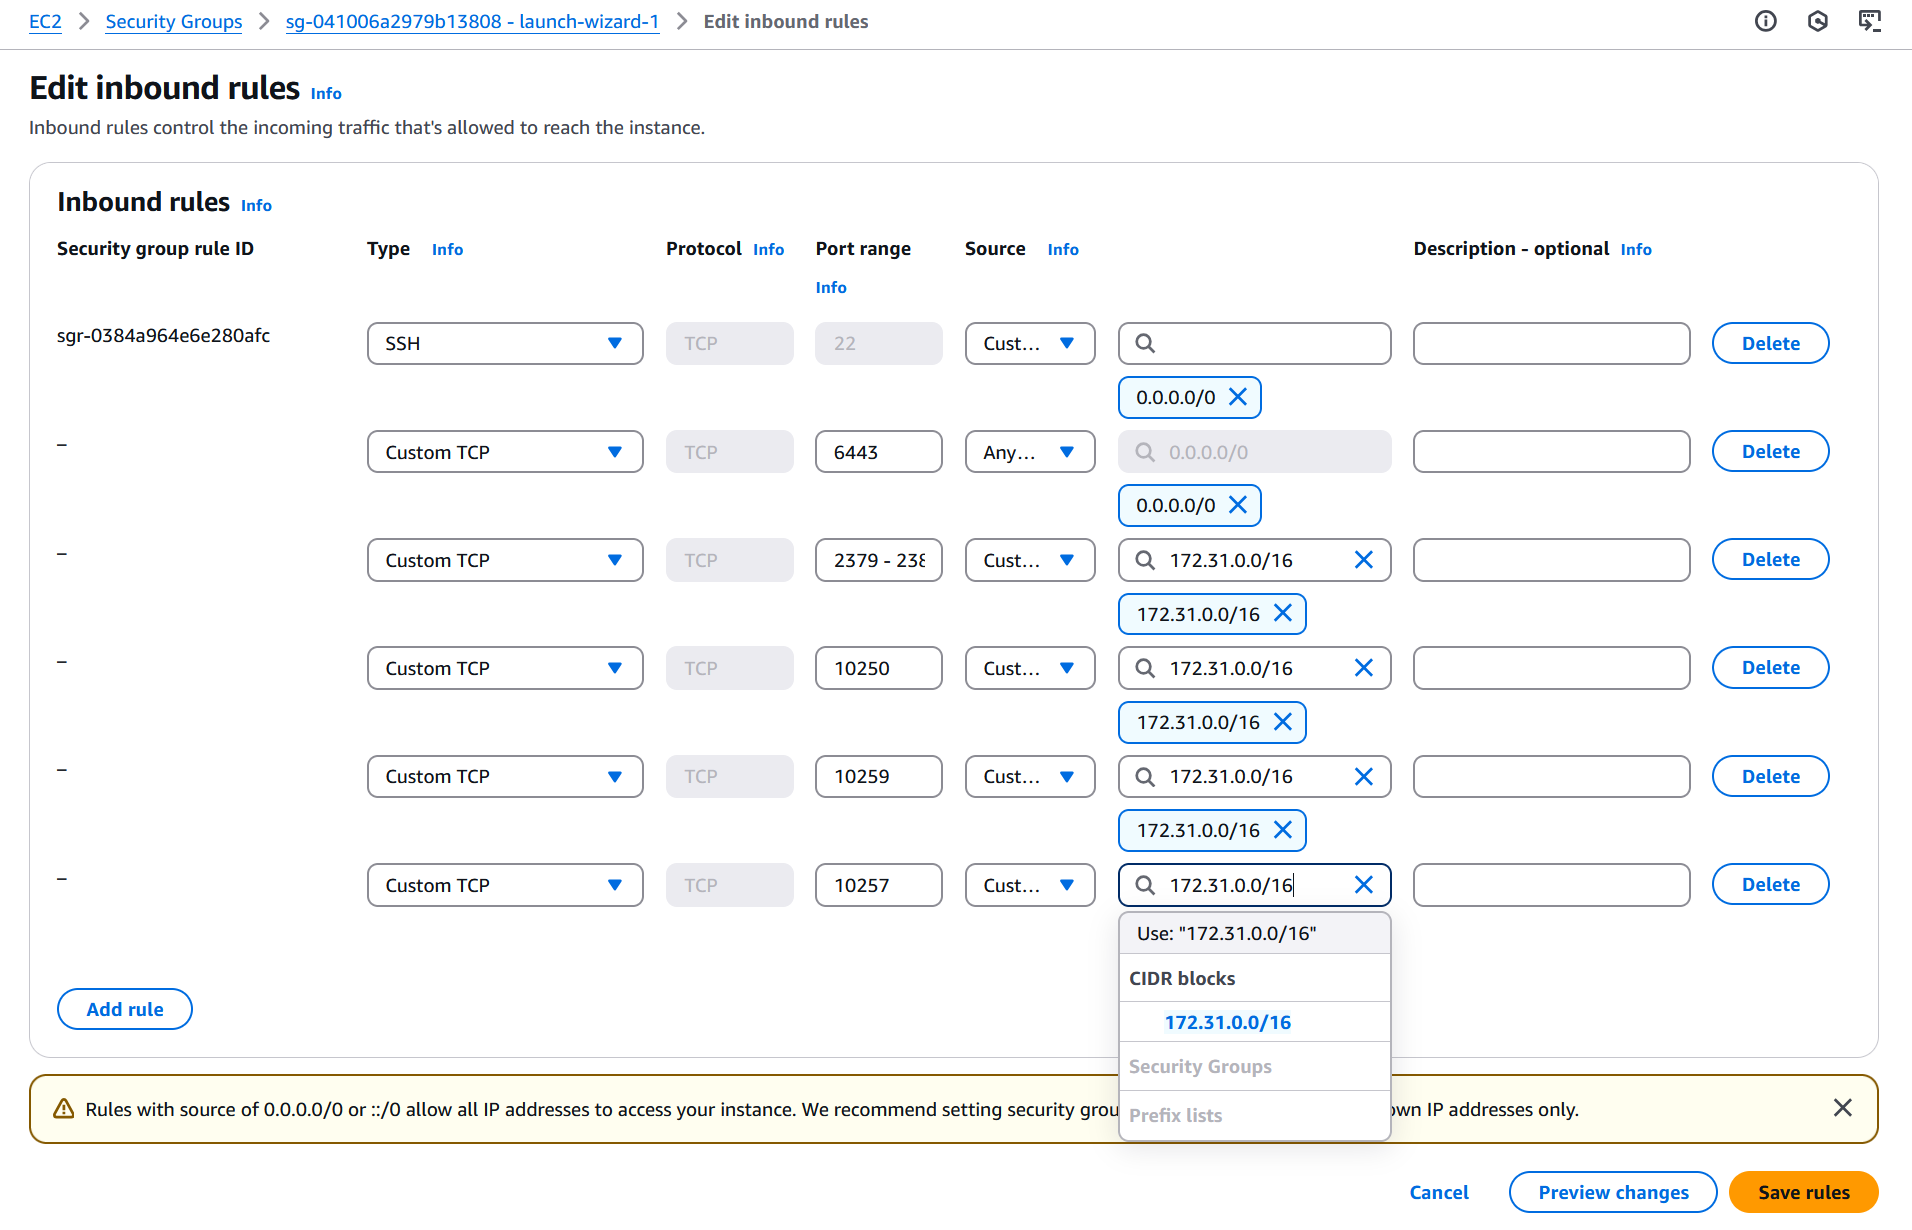 EC2 > Security Groups > sg-041006a2979b13808 - launch-wizard-1 > Edit inbound rules
Edit inbound rules Info
Inbound rules control the incoming traffic that's allowed to reach the instance.
Inbound rules Info
Security group rule ID Type Info Protocol Info Port range Info Source Info Description - optional Info
sgr-0384a964e6e280afc SSH TCP 22 Cust... Delete
0.0.0.0/0
– Custom TCP TCP 6443 Any... 0.0.0.0/0 Delete
0.0.0.0/0
– Custom TCP TCP 2379 - 238 Cust... 172.31.0.0/16 Delete
172.31.0.0/16
– Custom TCP TCP 10250 Cust... 172.31.0.0/16 Delete
172.31.0.0/16
– Custom TCP TCP 10259 Cust... 172.31.0.0/16 Delete
172.31.0.0/16
– Custom TCP TCP 10257 Cust... 172.31.0.0/16 Delete
Use: "172.31.0.0/16"
CIDR blocks
172.31.0.0/16
Security Groups
Prefix lists
Add rule
Rules with source of 0.0.0.0/0 or ::/0 allow all IP addresses to access your instance. We recommend setting security grou own IP addresses only.
Cancel Preview changes Save rules